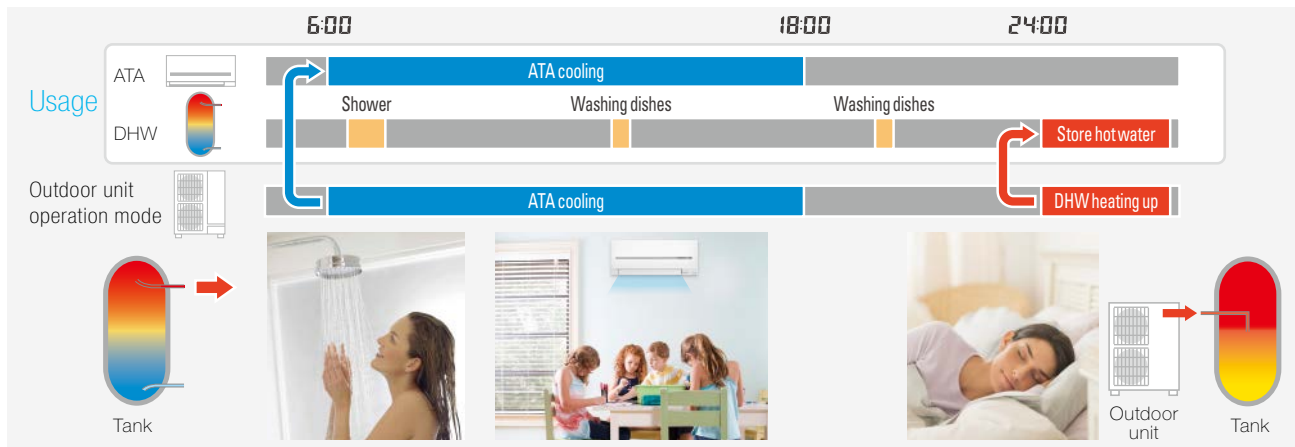 6:00
18:00
24:00
Usage
ATA
ATA cooling
Shower
Washing dishes
Washing dishes
DHW
Store hot water
Outdoor unit
operation mode
ATA cooling
DHW heating up
Tank
Outdoor
unit
Tank